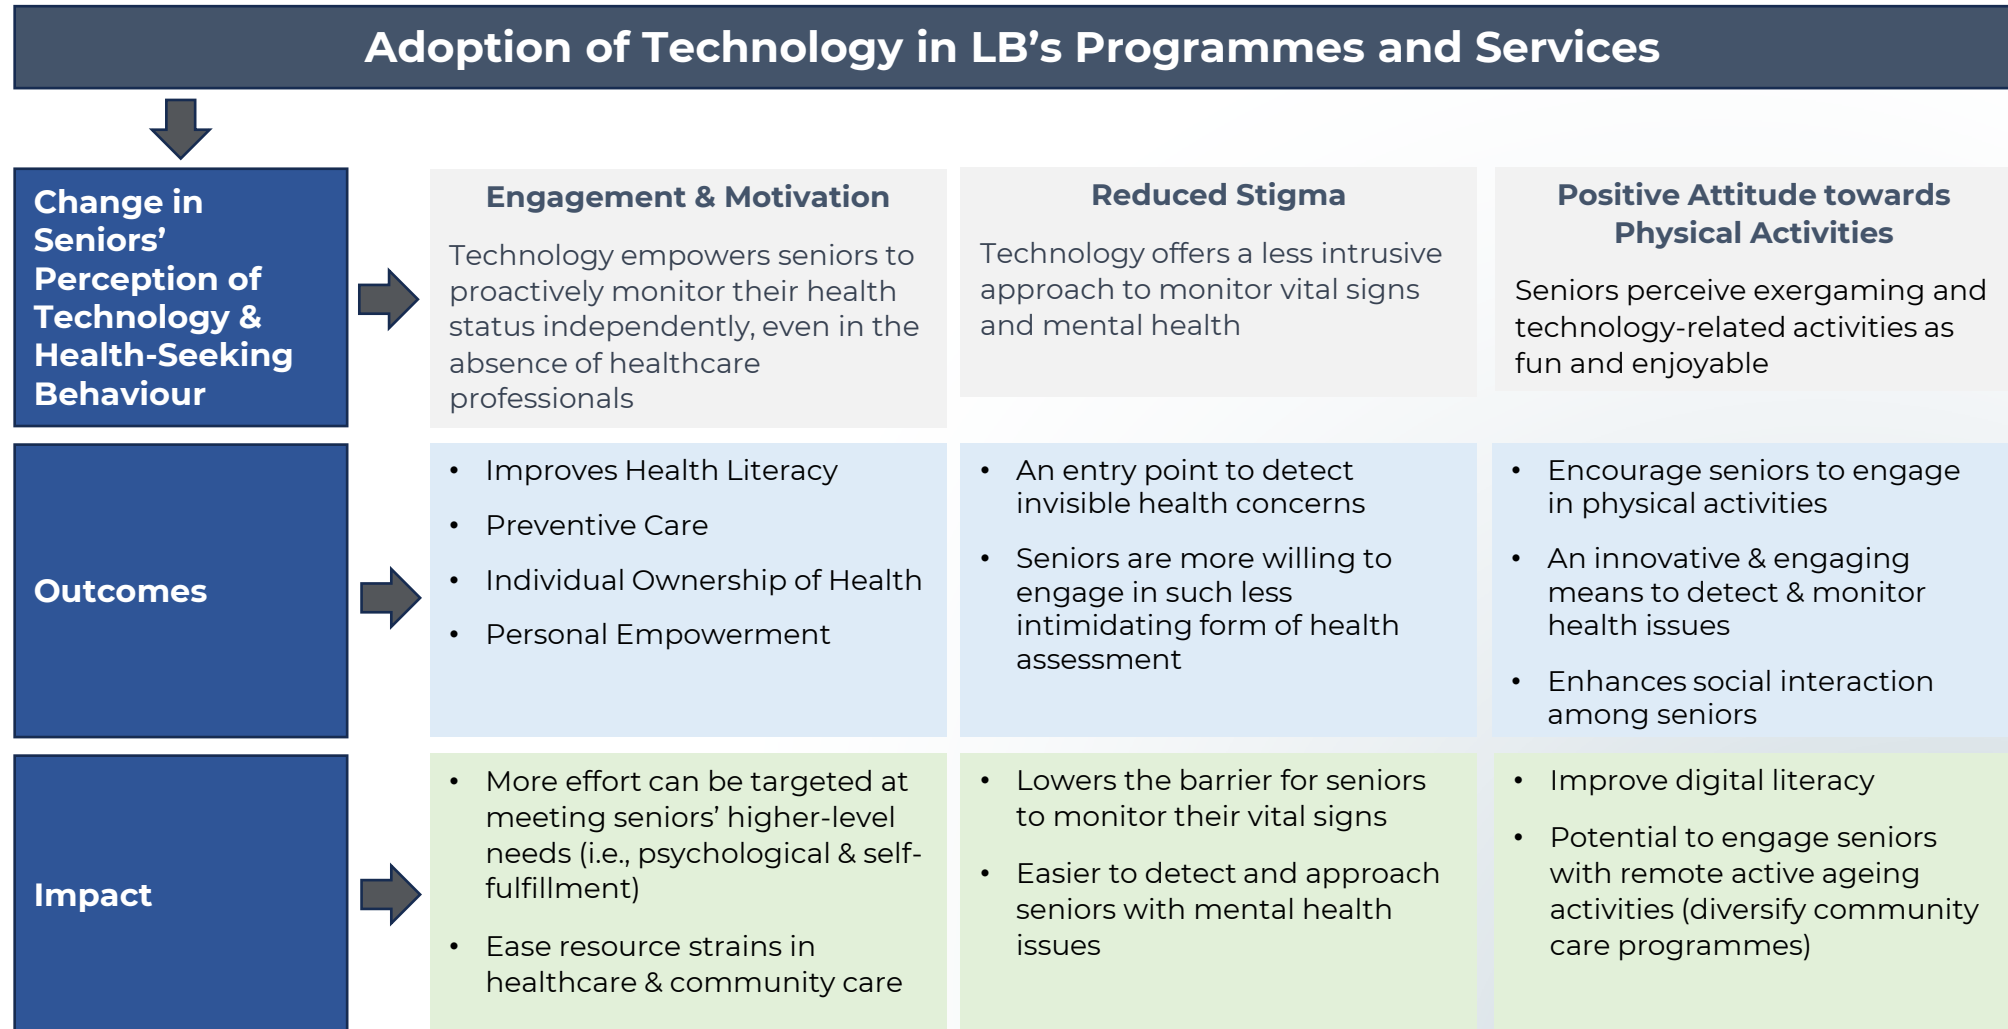 Adoption of Technology in LB’s Programmes and Services
Change in
Seniors’
Perception of
Technology &
Health-Seeking
Behaviour
Engagement & Motivation
Technology empowers seniors to
proactively monitor their health
status independently, even in the
absence of healthcare
professionals
Reduced Stigma
Technology offers a less intrusive
approach to monitor vital signs
and mental health
Positive Attitude towards
Physical Activities
Seniors perceive exergaming and
technology-related activities as
fun and enjoyable
Outcomes
• Improves Health Literacy
• Preventive Care
• Individual Ownership of Health
• Personal Empowerment
• An entry point to detect
invisible health concerns
• Seniors are more willing to
engage in such less
intimidating form of health
assessment
• Encourage seniors to engage
in physical activities
• An innovative & engaging
means to detect & monitor
health issues
• Enhances social interaction
among seniors
Impact
• More effort can be targeted at
meeting seniors’ higher-level
needs (i.e., psychological & self-
fulfillment)
• Ease resource strains in
healthcare & community care
• Lowers the barrier for seniors
to monitor their vital signs
• Easier to detect and approach
seniors with mental health
issues
• Improve digital literacy
• Potential to engage seniors
with remote active ageing
activities (diversify community
care programmes)